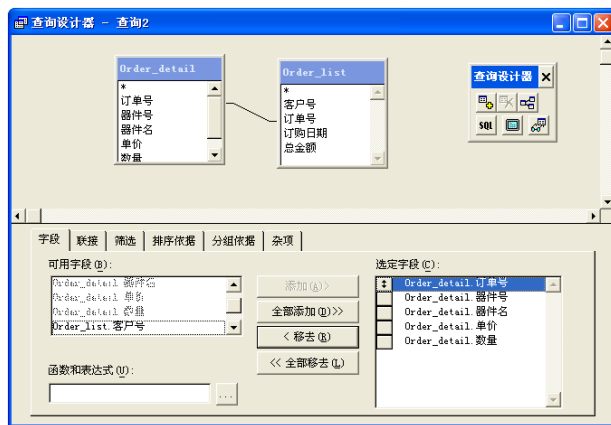 查询设计器 - 查询2
Order_detail
*
订单号
器件号
器件名
单价
数量
Order_list
*
客户号
订单号
订购日期
总金额
查询设计器
SQL
字段 联接 筛选 排序依据 分组依据 杂项
可用字段(B):
Order_detail.器件名
Order_detail.单价
Order_detail.数量
Order_list.客户号
函数和表达式(U):
...
添加(A)>
全部添加(D)>>
< 移去(R)
<< 全部移去(L)
选定字段(C):
Order_detail.订单号
Order_detail.器件号
Order_detail.器件名
Order_detail.单价
Order_detail.数量